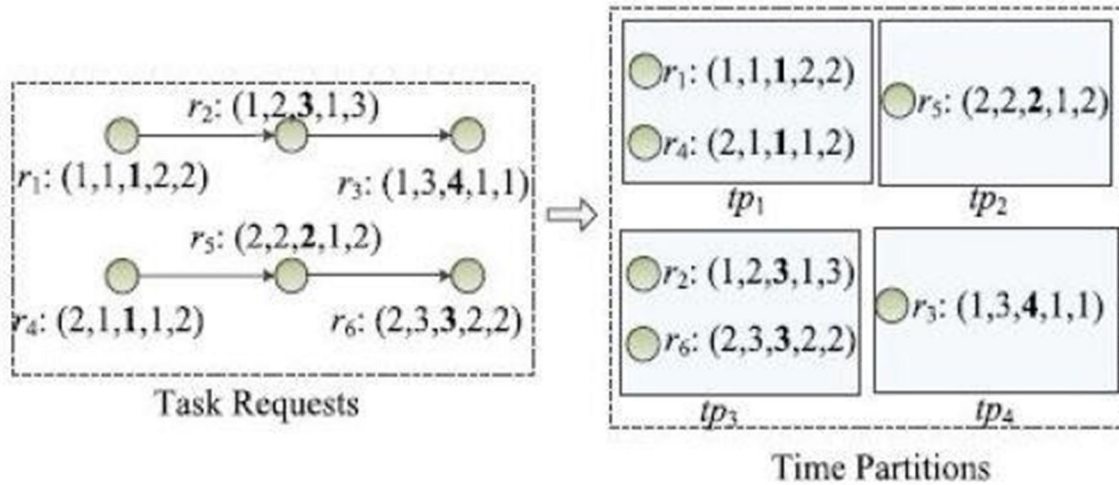 r₂: (1,2,3,1,3)
r₁: (1,1,1,2,2)
r₃: (1,3,4,1,1)
r₅: (2,2,2,1,2)
r₄: (2,1,1,1,2)
r₆: (2,3,3,2,2)
Task Requests
r₁: (1,1,1,2,2)
r₄: (2,1,1,1,2)
tp₁
r₅: (2,2,2,1,2)
tp₂
r₂: (1,2,3,1,3)
r₆: (2,3,3,2,2)
tp₃
r₃: (1,3,4,1,1)
tp₄
Time Partitions